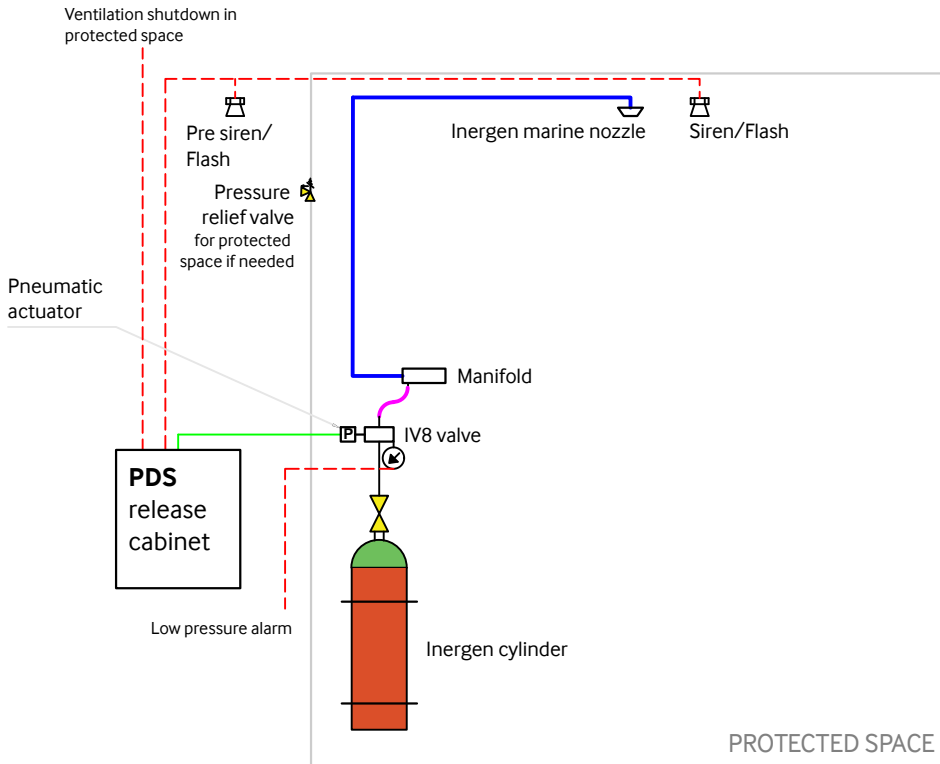 Ventilation shutdown in
protected space
Pre siren/
Flash
Inergen marine nozzle
Siren/Flash
Pressure
relief valve
for protected
space if needed
Pneumatic
actuator
Manifold
P
IV8 valve
PDS
release
cabinet
Low pressure alarm
Inergen cylinder
PROTECTED SPACE